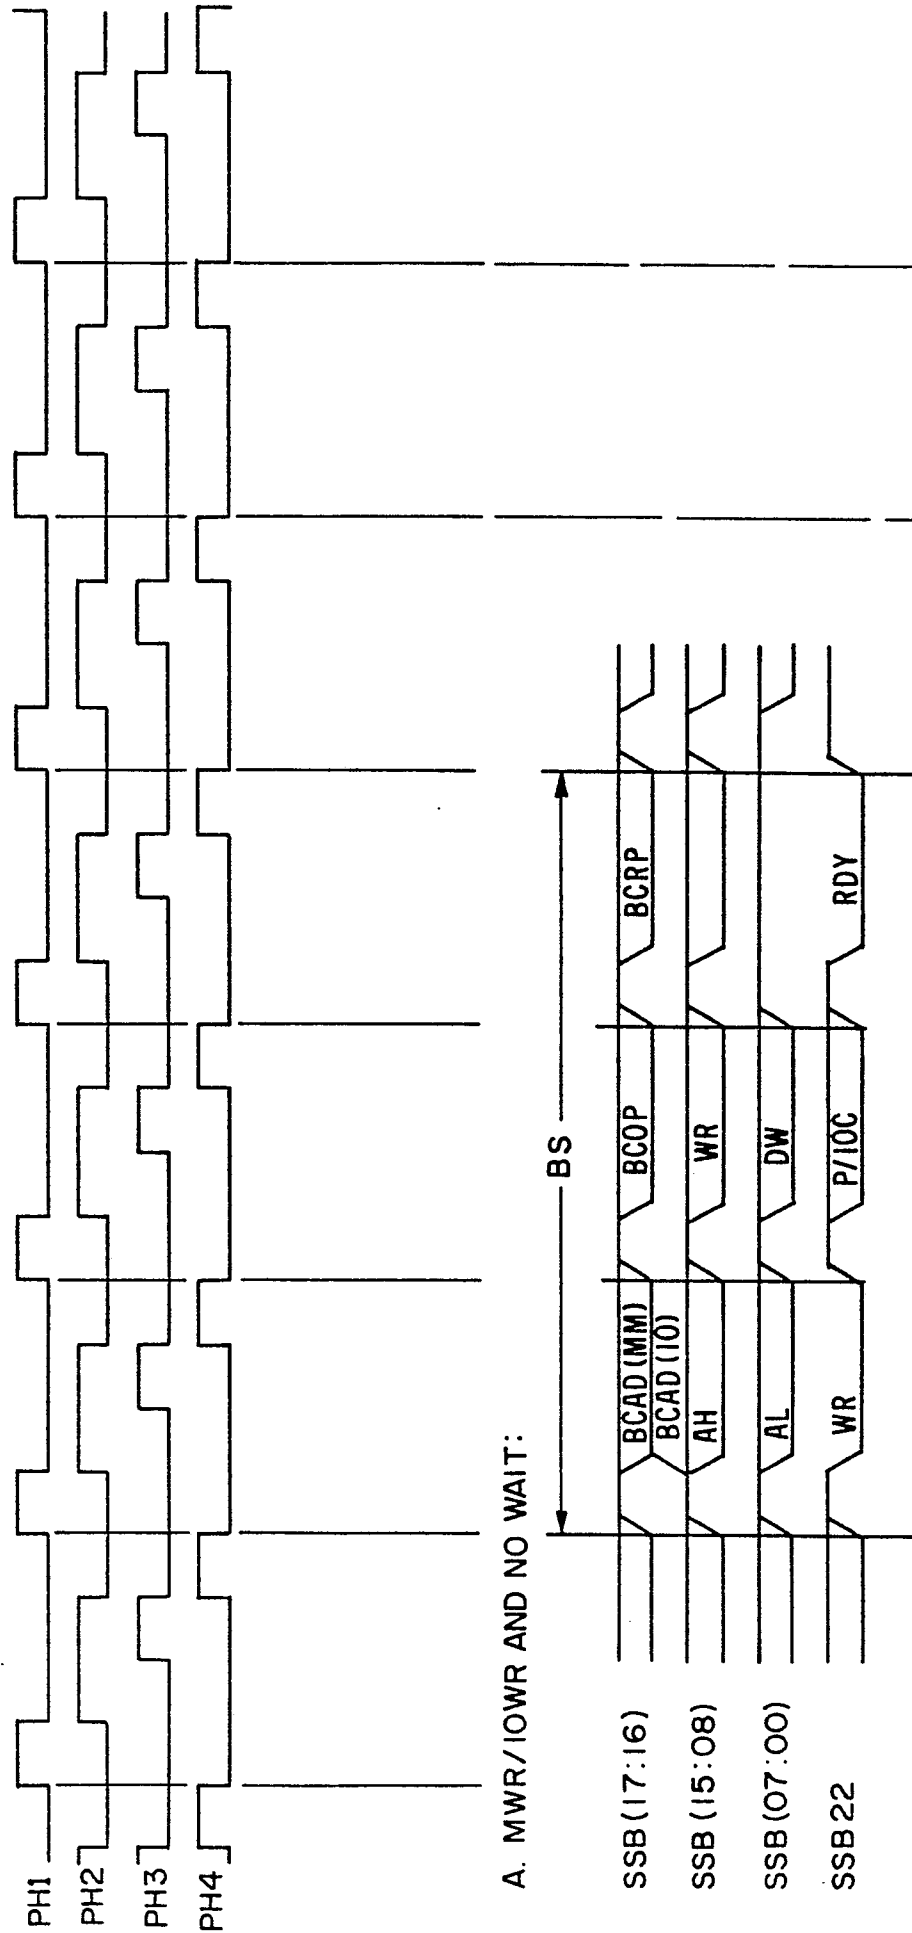 PH1
PH2
PH3
PH4
A. MWR/IOWR AND NO WAIT:
BS
SSB(17:16) BCAD(MM) BCOP BCRP
BCAD(IO)
SSB(15:08) AH WR
SSB(07:00) AL DW
SSB22 WR P/IOC RDY